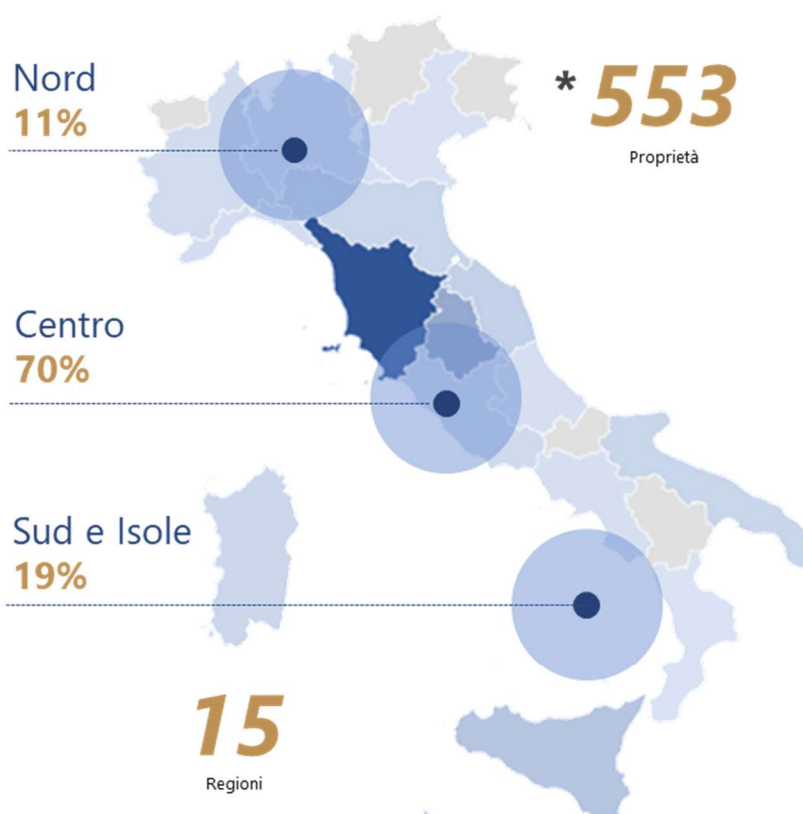 Nord
11%
* 553
Proprietà
Centro
70%
Sud e Isole
19%
15
Regioni